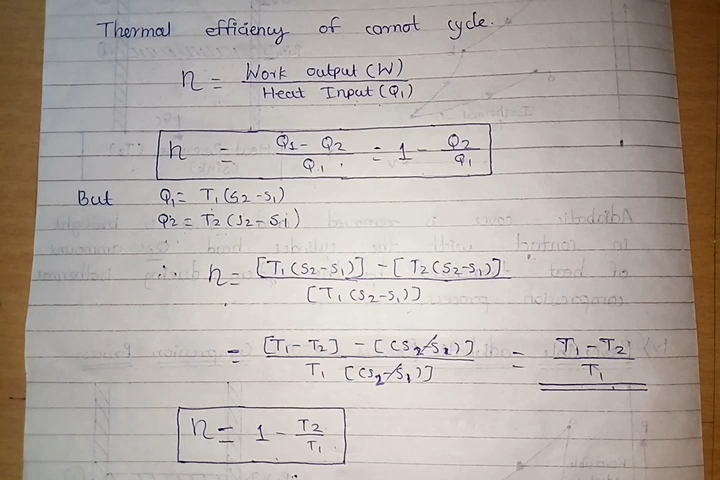 Thermal efficiency of carnot cycle.
η = Work output (W) / Heat Input (Q1)
η = Q1 - Q2 / Q1 = 1 - Q2 / Q1
But Q1 = T1 (S2 - S1)
Q2 = T2 (S2 - S1)
∴ η = [T1 (S2 - S1)] - [T2 (S2 - S1)] / [T1 (S2 - S1)]
= [T1 - T2] - [(S2 - S1)] / T1 [(S2 - S1)] = T1 - T2 / T1
η = 1 - T2 / T1